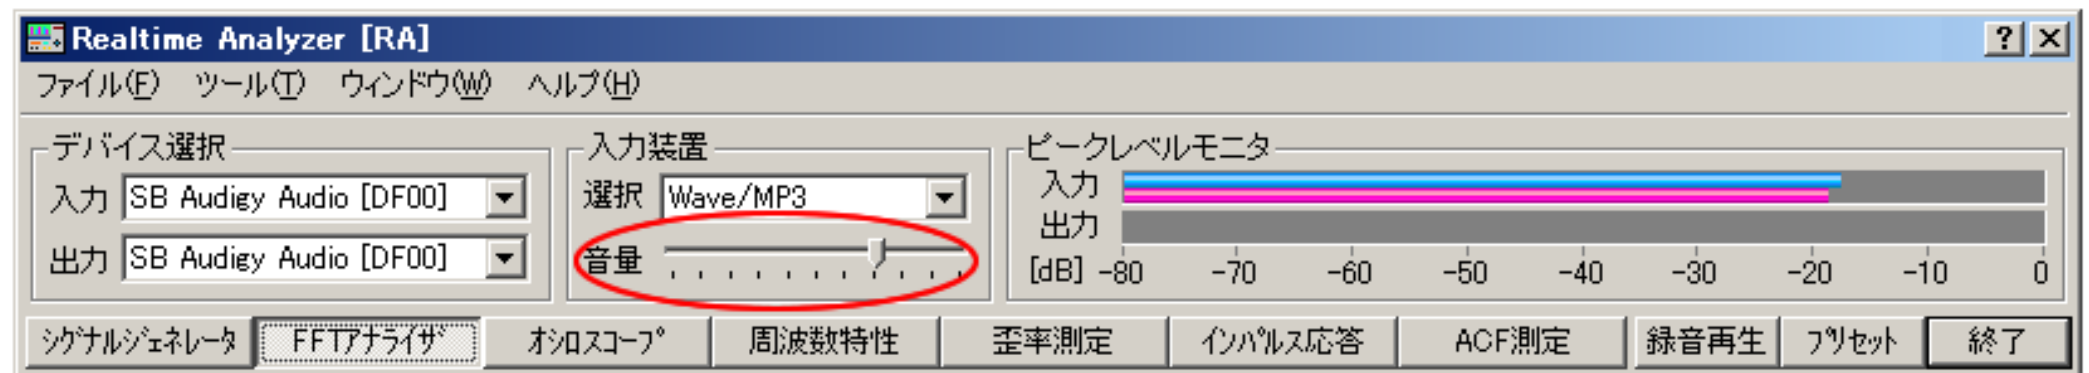 Realtime Analyzer [RA]
ファイル(F) ツール(T) ウィンドウ(W) ヘルプ(H)
デバイス選択
入力 SB Audigy Audio [DF00]
出力 SB Audigy Audio [DF00]
入力装置
選択 Wave/MP3
音量
ピークレベルモニタ
入力
出力
[dB] -80 -70 -60 -50 -40 -30 -20 -10 0
シグナルジェネレータ FFTアナライザ オシロスコープ 周波数特性 歪率測定 インパルス応答 ACF測定 録音再生 プリセット 終了